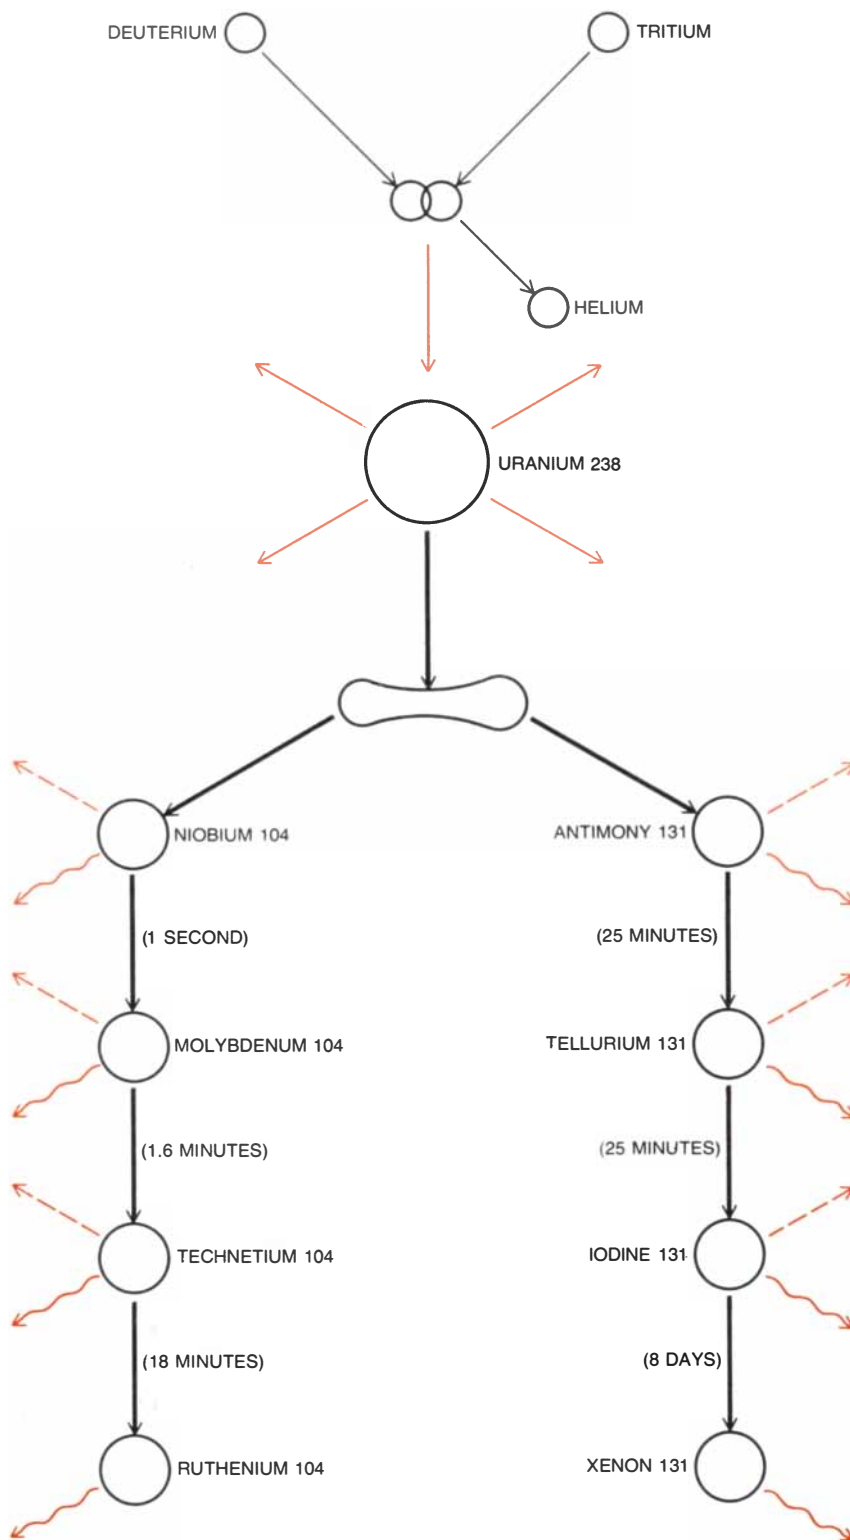 DEUTERIUM
TRITIUM
HELIUM
URANIUM 238
NIOBIUM 104
ANTIMONY 131
(1 SECOND)
(25 MINUTES)
MOLYBDENUM 104
TELLURIUM 131
(1.6 MINUTES)
(25 MINUTES)
TECHNETIUM 104
IODINE 131
(18 MINUTES)
(8 DAYS)
RUTHENIUM 104
XENON 131